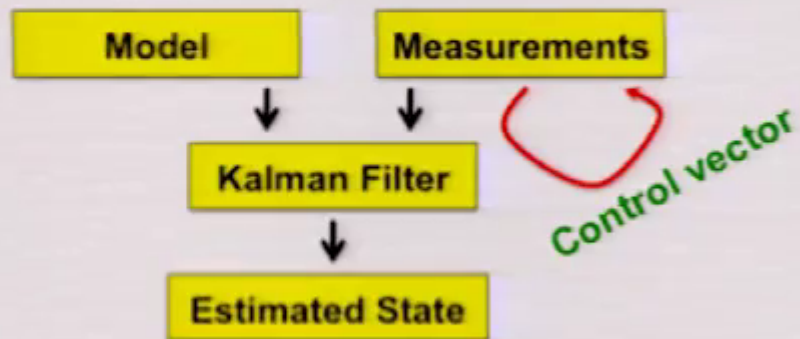 Model
Measurements
Kalman Filter
Control vector
Estimated State